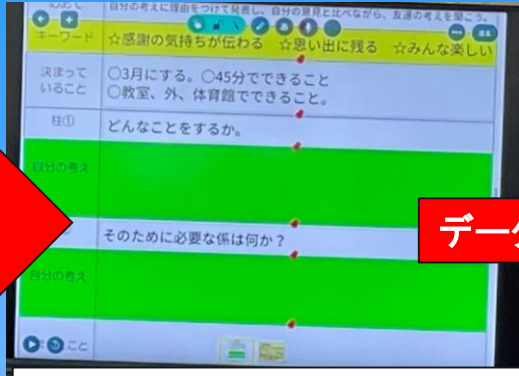 自分の考えに理由をつけて発表し、自分の意見と比べながら、友達の考えを聞こう。
キーワード ☆感謝の気持ちが伝わる ☆思い出に残る ☆みんな楽しい
決まって ○3月にする。○45分でできること
いること ○教室、外、体育館でできること。
柱① どんなことをするか。
自分の考え
そのために必要な係は何か？
自分の考え
こと
データ